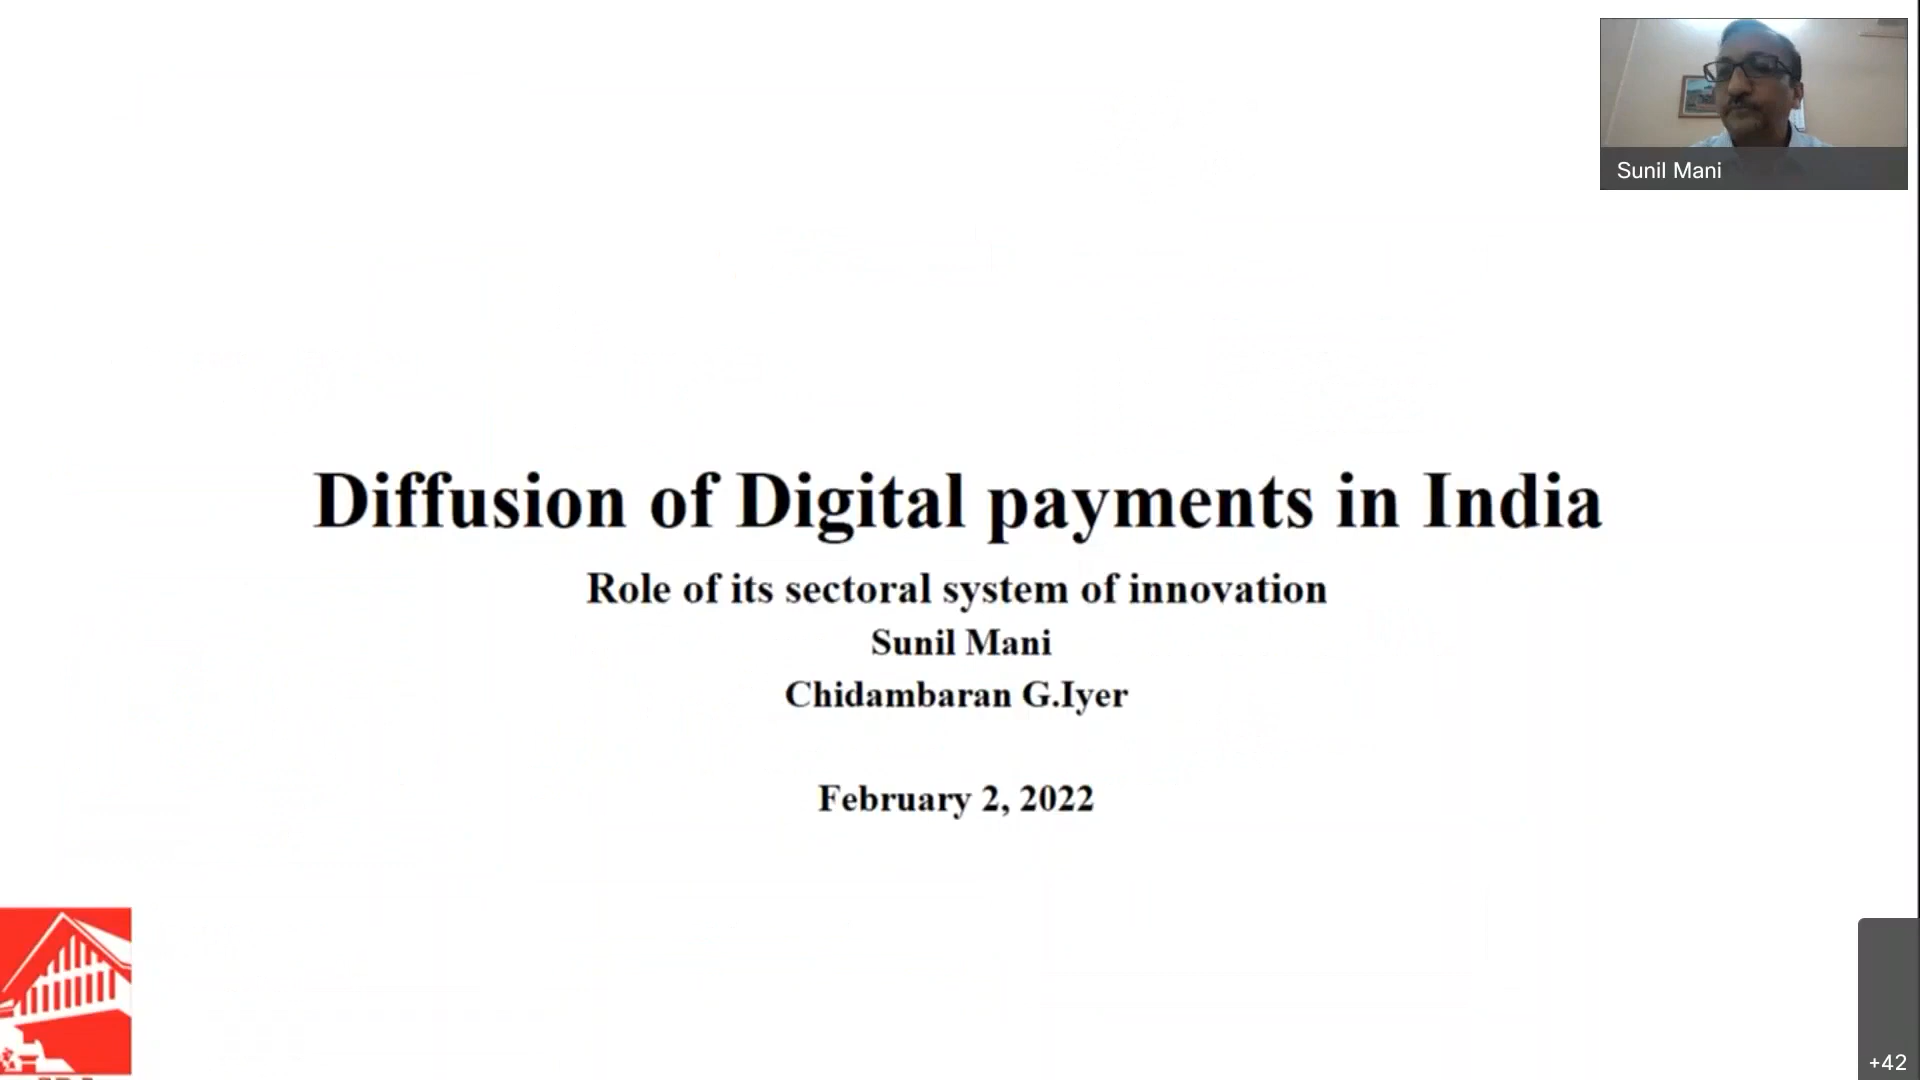 Sunil Mani
Diffusion of Digital payments in India
Role of its sectoral system of innovation
Sunil Mani
Chidambaran G.Iyer
February 2, 2022
+42